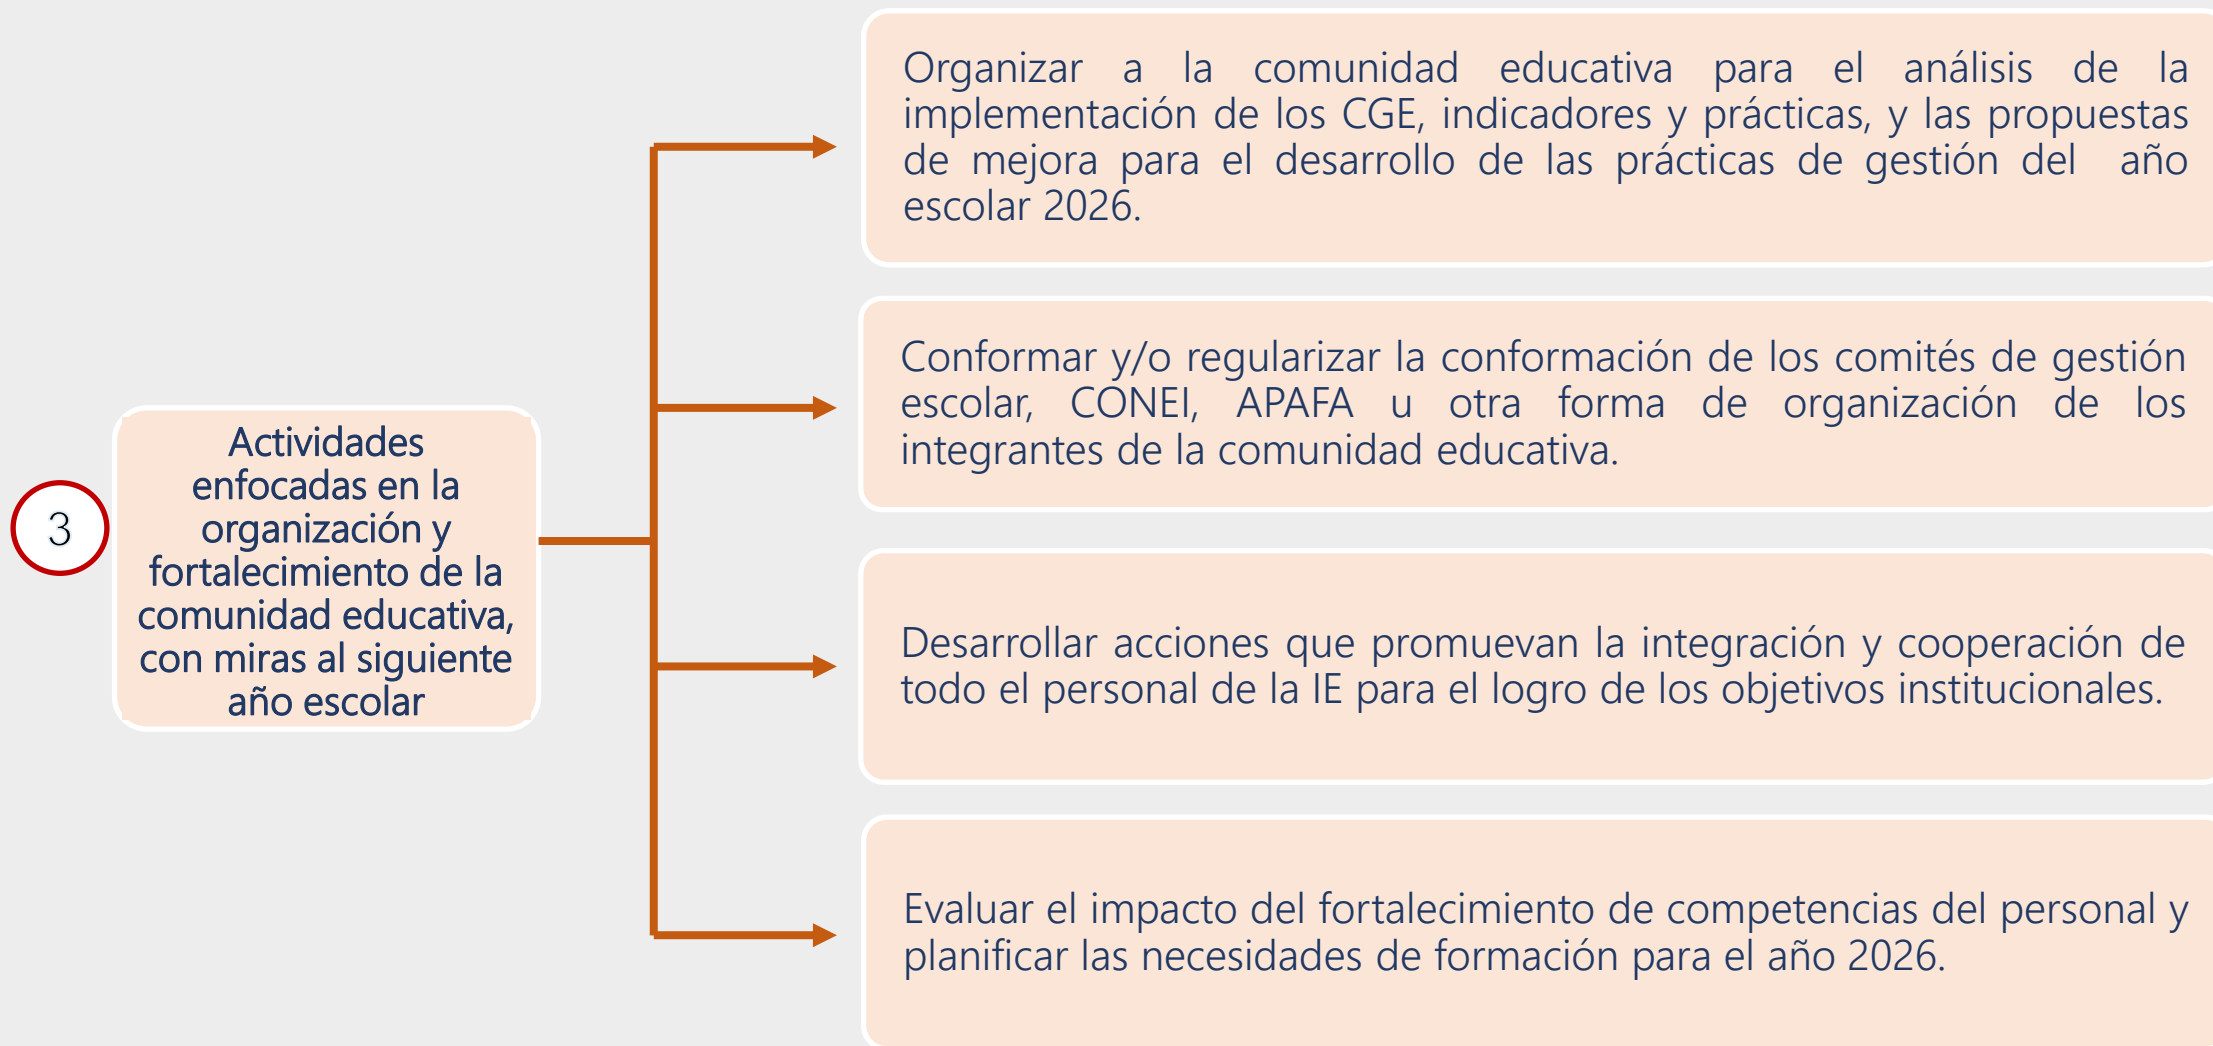 3
Actividades
enfocadas en la
organización y
fortalecimiento de la
comunidad educativa,
con miras al siguiente
año escolar
Organizar a la comunidad educativa para el análisis de la
implementación de los CGE, indicadores y prácticas, y las propuestas
de mejora para el desarrollo de las prácticas de gestión del año
escolar 2026.
Conformar y/o regularizar la conformación de los comités de gestión
escolar, CONEI, APAFA u otra forma de organización de los
integrantes de la comunidad educativa.
Desarrollar acciones que promuevan la integración y cooperación de
todo el personal de la IE para el logro de los objetivos institucionales.
Evaluar el impacto del fortalecimiento de competencias del personal y
planificar las necesidades de formación para el año 2026.